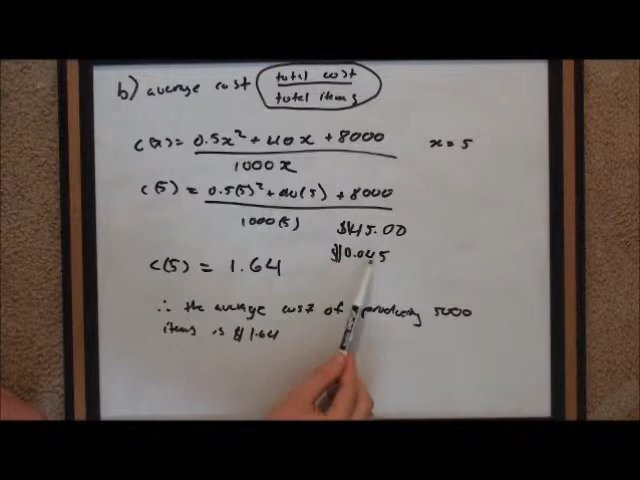 b) average cost total cost
total items
C(x) = 0.5x² + 40x + 8000 x = 5
1000x
C(5) = 0.5(5)² + 40(5) + 8000
1000(5) $45.00
$0.045
C(5) = 1.64
∴ the average cost of producing 5000
items is $1.64